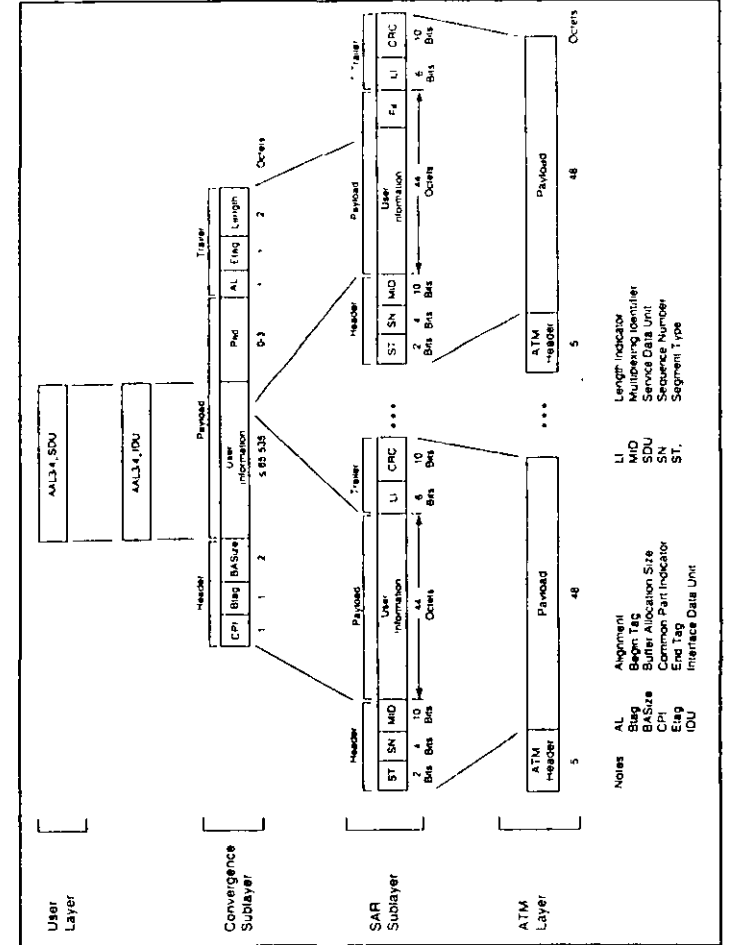 User
Layer
AAL3-4_SDU
AAL3-4_IDU
Convergence
Sublayer
Header
Payload
Trailer
CPI
Btag
BASize
User
Information
Pad
AL
Etag
Length
1
1
2
≤ 65 535
0-3
1
1
2
Octets
SAR
Sublayer
Header
Payload
Trailer
ST
SN
MID
User
Information
LI
CRC
2
Bits
4
Bits
10
Bits
44
Octets
6
Bits
10
Bits
•••
Header
Payload
Trailer
ST
SN
MID
User
Information
LI
CRC
2
Bits
4
Bits
10
Bits
44
Octets
6
Bits
10
Bits
ATM
Layer
ATM
Header
Payload
5
48
•••
ATM
Header
Payload
5
48
Octets
Notes
AL Alignment
Btag Begin Tag
BASize Buffer Allocation Size
CPI Common Part Indicator
Etag End Tag
IDU Interface Data Unit
LI Length Indicator
MID Multiplexing Identifier
SDU Service Data Unit
SN Sequence Number
ST. Segment Type